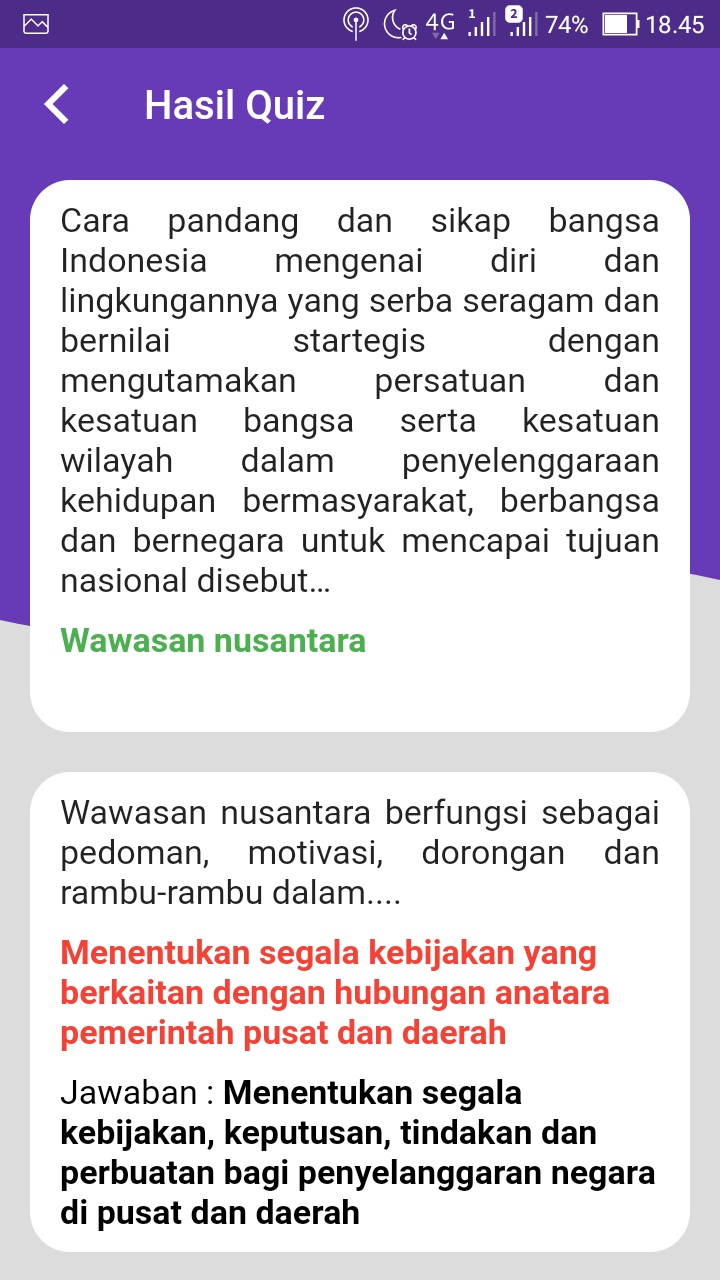 4G 1 2 74% 18.45
Hasil Quiz
Cara pandang dan sikap bangsa
Indonesia mengenai diri dan
lingkungannya yang serba seragam dan
bernilai startegis dengan
mengutamakan persatuan dan
kesatuan bangsa serta kesatuan
wilayah dalam penyelenggaraan
kehidupan bermasyarakat, berbangsa
dan bernegara untuk mencapai tujuan
nasional disebut...
Wawasan nusantara
Wawasan nusantara berfungsi sebagai
pedoman, motivasi, dorongan dan
rambu-rambu dalam....
Menentukan segala kebijakan yang
berkaitan dengan hubungan anatara
pemerintah pusat dan daerah
Jawaban : Menentukan segala
kebijakan, keputusan, tindakan dan
perbuatan bagi penyelanggaran negara
di pusat dan daerah